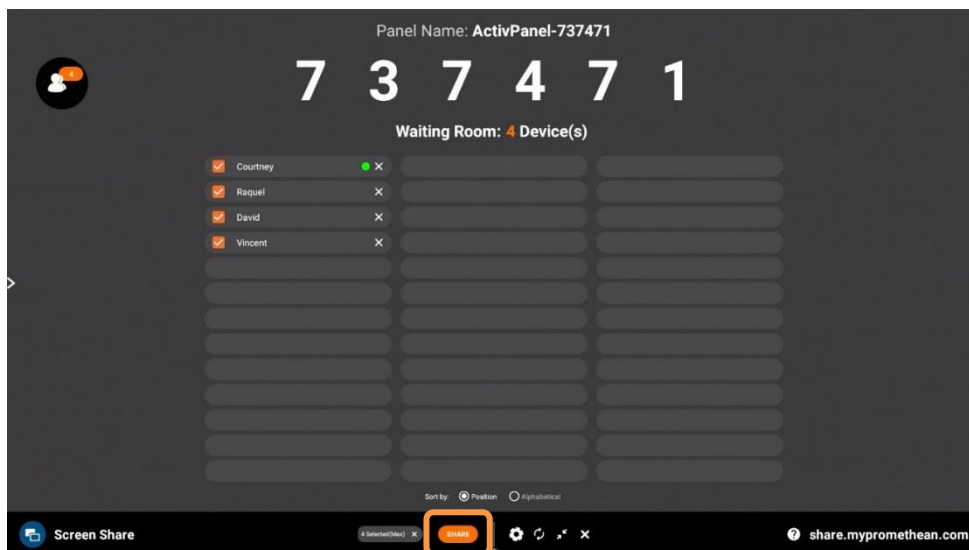 Panel Name: ActivPanel-737471
4
7 3 7 4 7 1
Waiting Room: 4 Device(s)
Courtney
Raquel
David
Vincent
Sort by: Position Alphabetical
Screen Share
4 Selected(Max) X
SHARE
? share.mypromethean.com